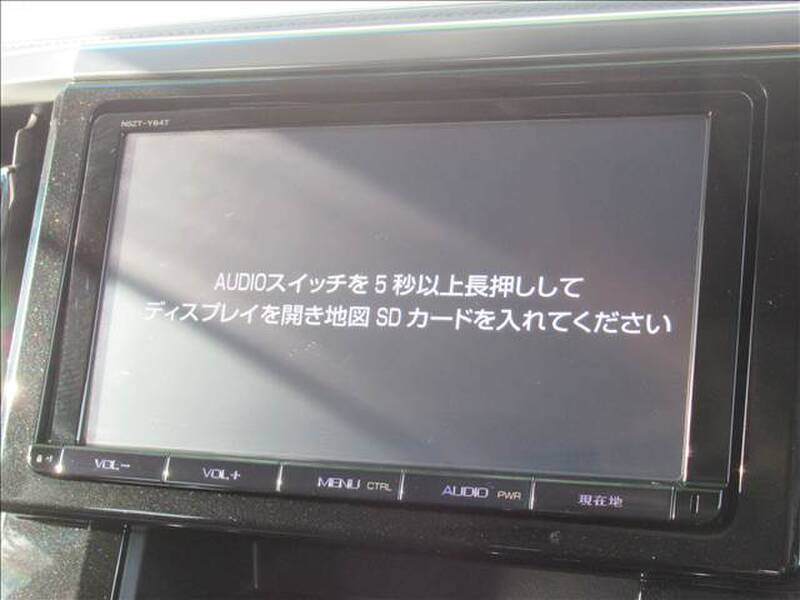 NSZT-Y64T
AUDIOスイッチを5秒以上長押しして
ディスプレイを開き地図SDカードを入れてください
VOL− VOL+ MENU CTRL AUDIO PWR 現在地